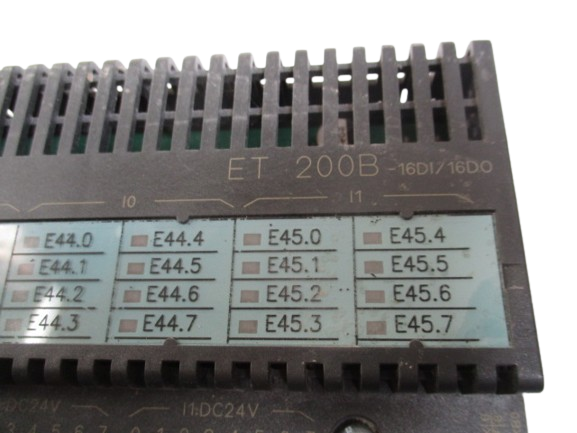 ET 200B -16DI/16DO
I0 I1
E44.0 E44.4 E45.0 E45.4
E44.1 E44.5 E45.1 E45.5
E44.2 E44.6 E45.2 E45.6
E44.3 E44.7 E45.3 E45.7
DC24V I1:DC24V